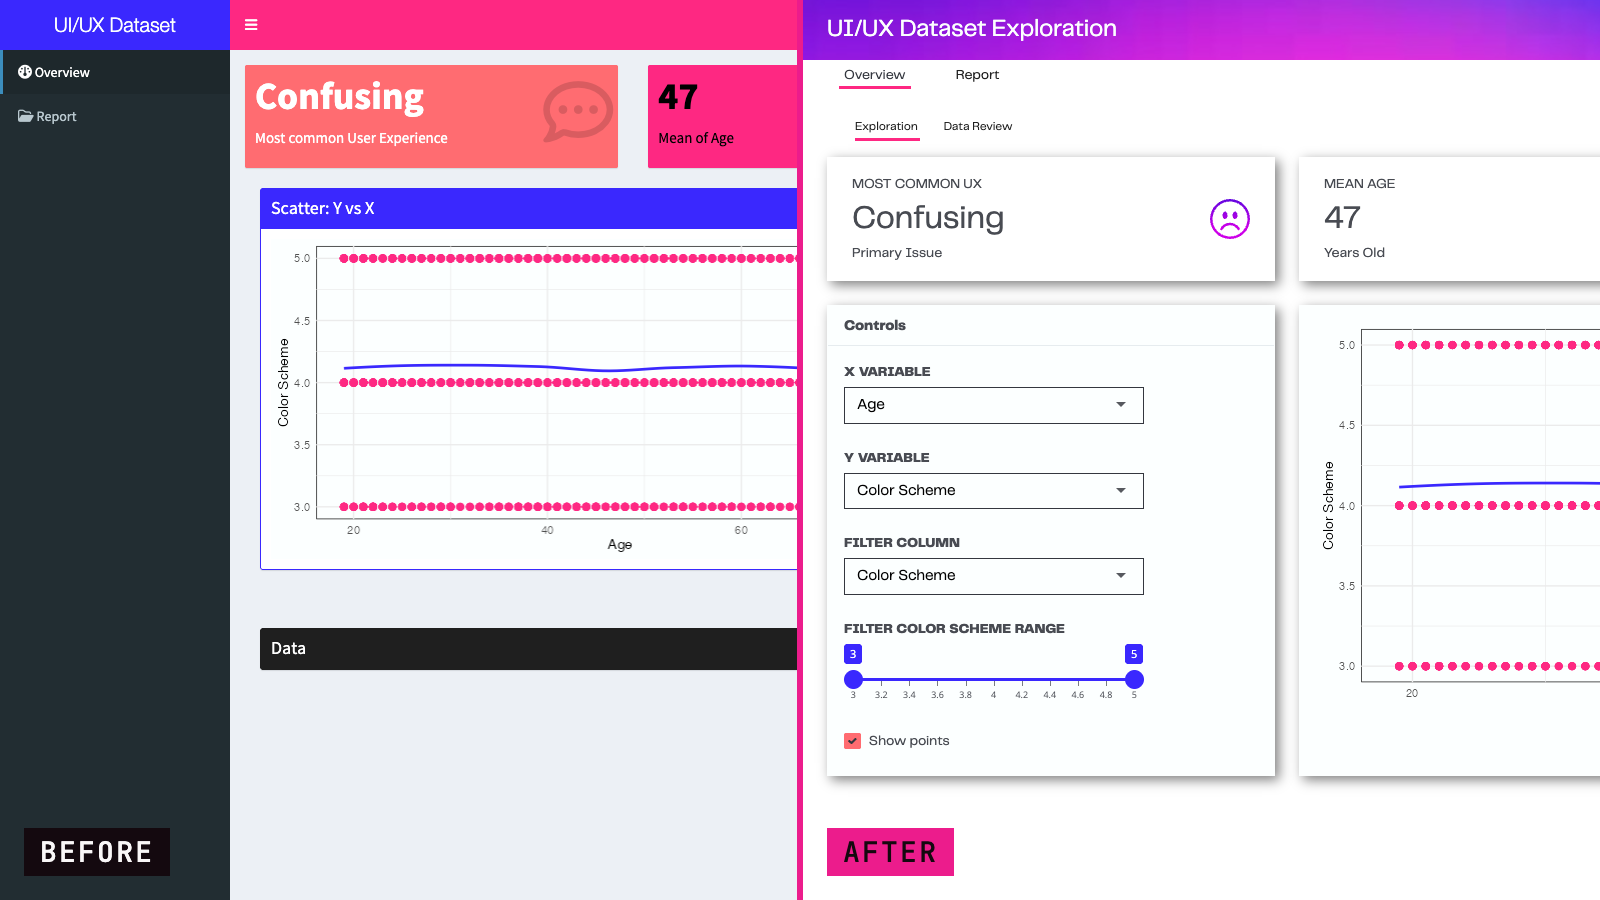 UI/UX Dataset
Overview
Report
Confusing
Most common User Experience
47
Mean of Age
Scatter: Y vs X
5.0
4.5
4.0
3.5
3.0
Color Scheme
20 40 60
Age
Data
BEFORE
UI/UX Dataset Exploration
Overview Report
Exploration Data Review
MOST COMMON UX
Confusing
Primary Issue
MEAN AGE
47
Years Old
Controls
X VARIABLE
Age
Y VARIABLE
Color Scheme
FILTER COLUMN
Color Scheme
FILTER COLOR SCHEME RANGE
3 5
3 3.2 3.4 3.6 3.8 4 4.2 4.4 4.6 4.8 5
Show points
5.0
4.5
4.0
3.5
3.0
Color Scheme
20
AFTER